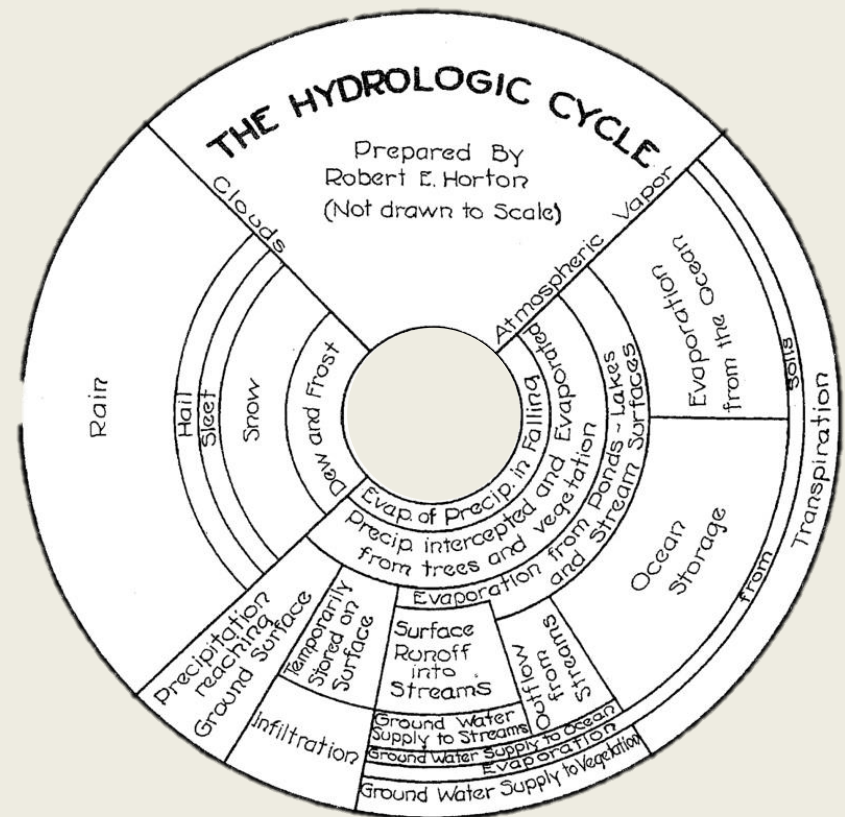 THE HYDROLOGIC CYCLE
Prepared By
Robert E. Horton
(Not drawn to Scale)
Clouds
Atmospheric Vapor
Rain
Hail
Sleet
Snow
Dew and Frost
Evap. of Precip. in Falling
Precip. intercepted and Evaporated
from trees and vegetation
Evaporation from Ponds - Lakes
and Stream Surfaces
Evaporation
from the Ocean
Evaporation from soils
Transpiration
Ocean
Storage
Precipitation
reaching
Ground Surface
Temporarily
Stored on
Surface
Infiltration
Surface
Runoff
into
Streams
Outflow
from
Streams
Ground Water
Supply to Streams
Ground Water Supply to Ocean
Ground Water Supply to Vegetation